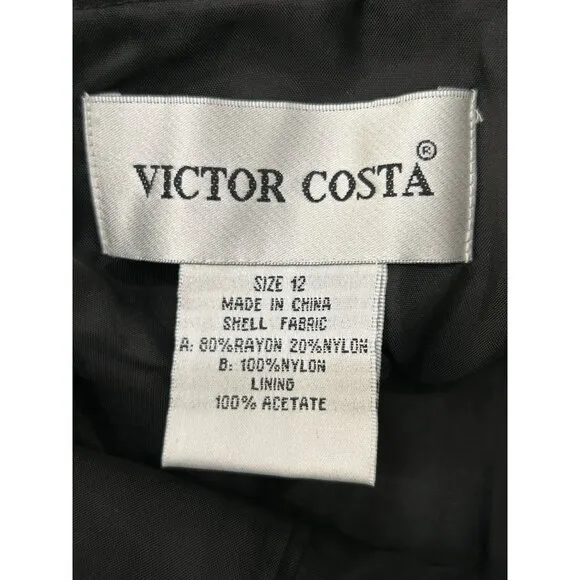 VICTOR COSTA®
SIZE 12
MADE IN CHINA
SHELL FABRIC
A: 80%RAYON 20%NYLON
B: 100%NYLON
LINING
100% ACETATE